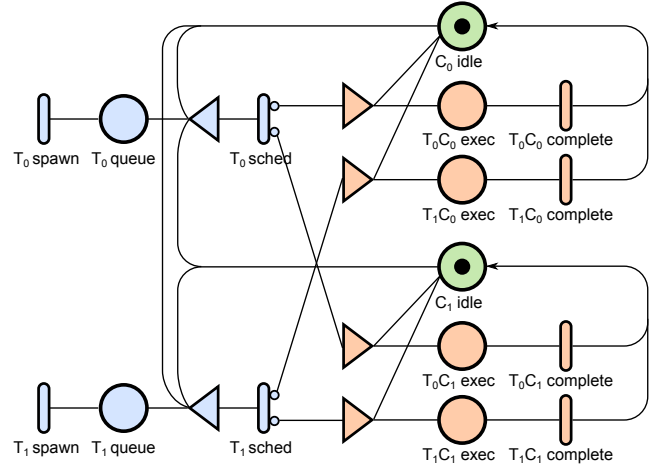 C₀ idle
T₀ spawn T₀ queue T₀ sched T₀C₀ exec T₀C₀ complete
T₁C₀ exec T₁C₀ complete
C₁ idle
T₀C₁ exec T₀C₁ complete
T₁ spawn T₁ queue T₁ sched T₁C₁ exec T₁C₁ complete